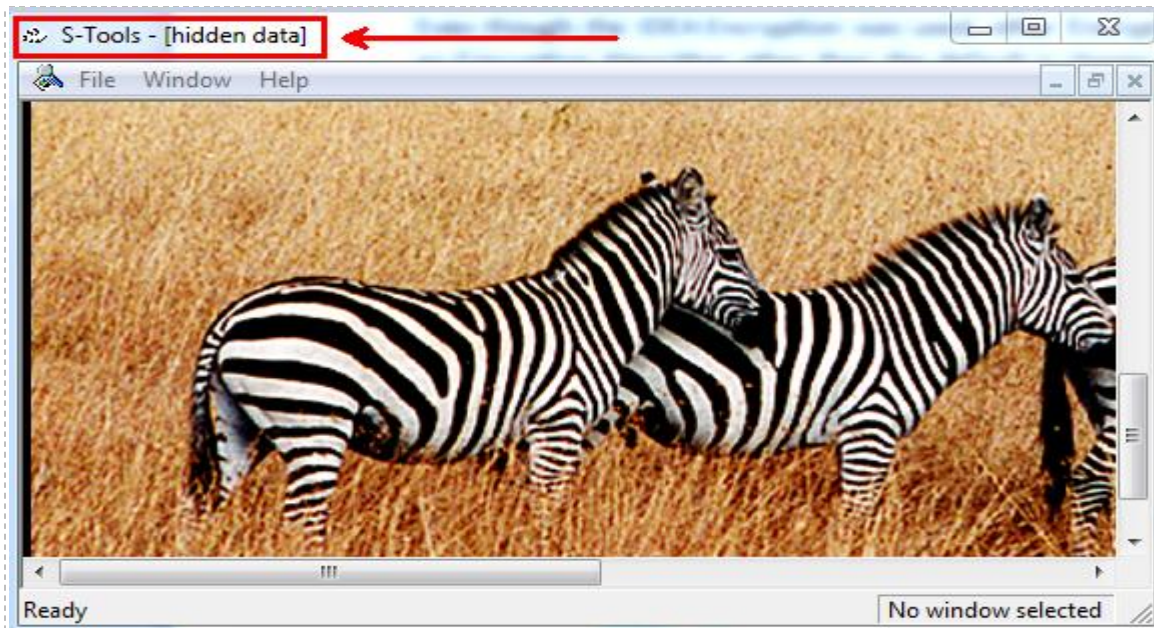 S-Tools - [hidden data]
File Window Help
Ready
No window selected